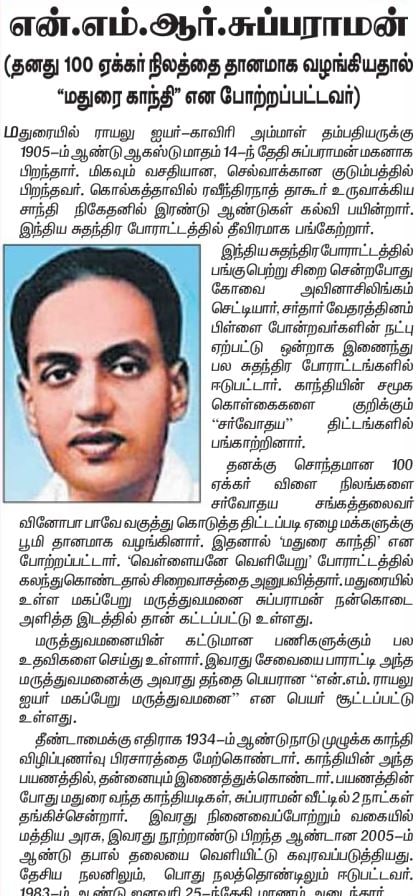 என்.எம்.ஆர்.சுப்பராமன்
(தனது 100 ஏக்கர் நிலத்தை தானமாக வழங்கியதால்
“மதுரை காந்தி” என போற்றப்பட்டவர்)
மதுரையில் ராயலு ஐயர்–காவிரி அம்மாள் தம்பதியருக்கு
1905–ம் ஆண்டு ஆகஸ்டு மாதம் 14–ந் தேதி சுப்பராமன் மகனாக
பிறந்தார். மிகவும் வசதியான, செல்வாக்கான குடும்பத்தில்
பிறந்தவர். கொல்கத்தாவில் ரவீந்திரநாத் தாகூர் உருவாக்கிய
சாந்தி நிகேதனில் இரண்டு ஆண்டுகள் கல்வி பயின்றார்.
இந்திய சுதந்திர போராட்டத்தில் தீவிரமாக பங்கேற்றார்.
இந்திய சுதந்திர போராட்டத்தில்
பங்குபெற்று சிறை சென்றபோது
கோவை அவினாசிலிங்கம்
செட்டியார், சர்தார் வேதரத்தினம்
பிள்ளை போன்றவர்களின் நட்பு
ஏற்பட்டு ஒன்றாக இணைந்து
பல சுதந்திர போராட்டங்களில்
ஈடுபட்டார். காந்தியின் சமூக
கொள்கைகளை குறிக்கும்
“சர்வோதய” திட்டங்களில்
பங்காற்றினார்.
தனக்கு சொந்தமான 100
ஏக்கர் விளை நிலங்களை
சர்வோதய சங்கத்தலைவர்
வினோபா பாவே வகுத்து கொடுத்த திட்டப்படி ஏழை மக்களுக்கு
பூமி தானமாக வழங்கினார். இதனால் ‘மதுரை காந்தி’ என
போற்றப்பட்டார். ‘வெள்ளையனே வெளியேறு’ போராட்டத்தில்
கலந்துகொண்டதால் சிறைவாசத்தை அனுபவித்தார். மதுரையில்
உள்ள மகப்பேறு மருத்துவமனை சுப்பராமன் நன்கொடை
அளித்த இடத்தில் தான் கட்டப்பட்டு உள்ளது.
மருத்துவமனையின் கட்டுமான பணிகளுக்கும் பல
உதவிகளை செய்து உள்ளார். இவரது சேவையை பாராட்டி அந்த
மருத்துவமனைக்கு அவரது தந்தை பெயரான “என்.எம். ராயலு
ஐயர் மகப்பேறு மருத்துவமனை” என பெயர் சூட்டப்பட்டு
உள்ளது.
தீண்டாமைக்கு எதிராக 1934–ம் ஆண்டு நாடு முழுக்க காந்தி
விழிப்புணர்வு பிரசாரத்தை மேற்கொண்டார். காந்தியின் அந்த
பயணத்தில், தன்னையும் இணைத்துக்கொண்டார். பயணத்தின்
போது மதுரை வந்த காந்தியடிகள், சுப்பராமன் வீட்டில் 2 நாட்கள்
தங்கிச்சென்றார். இவரது நினைவைப்போற்றும் வகையில்
மத்திய அரசு, இவரது நூற்றாண்டு பிறந்த ஆண்டான 2005–ம்
ஆண்டு தபால் தலையை வெளியிட்டு கவுரவப்படுத்தியது.
தேசிய நலனிலும், பொது நலத்தொண்டிலும் ஈடுபட்டார்.
1983–ம் ஆண்டு ஜனவரி 25–ந்தேதி மரணம் அடைந்தார்.